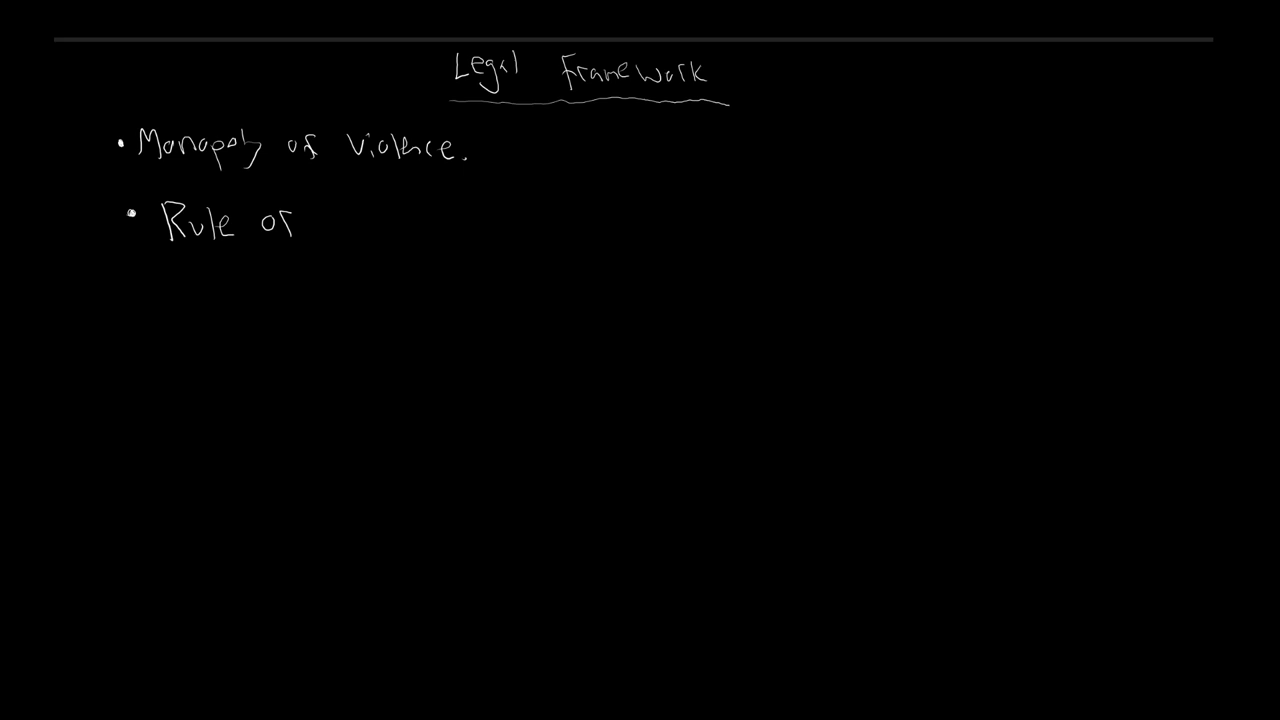 Legal Framework
• Monopoly of Violence.
• Rule of